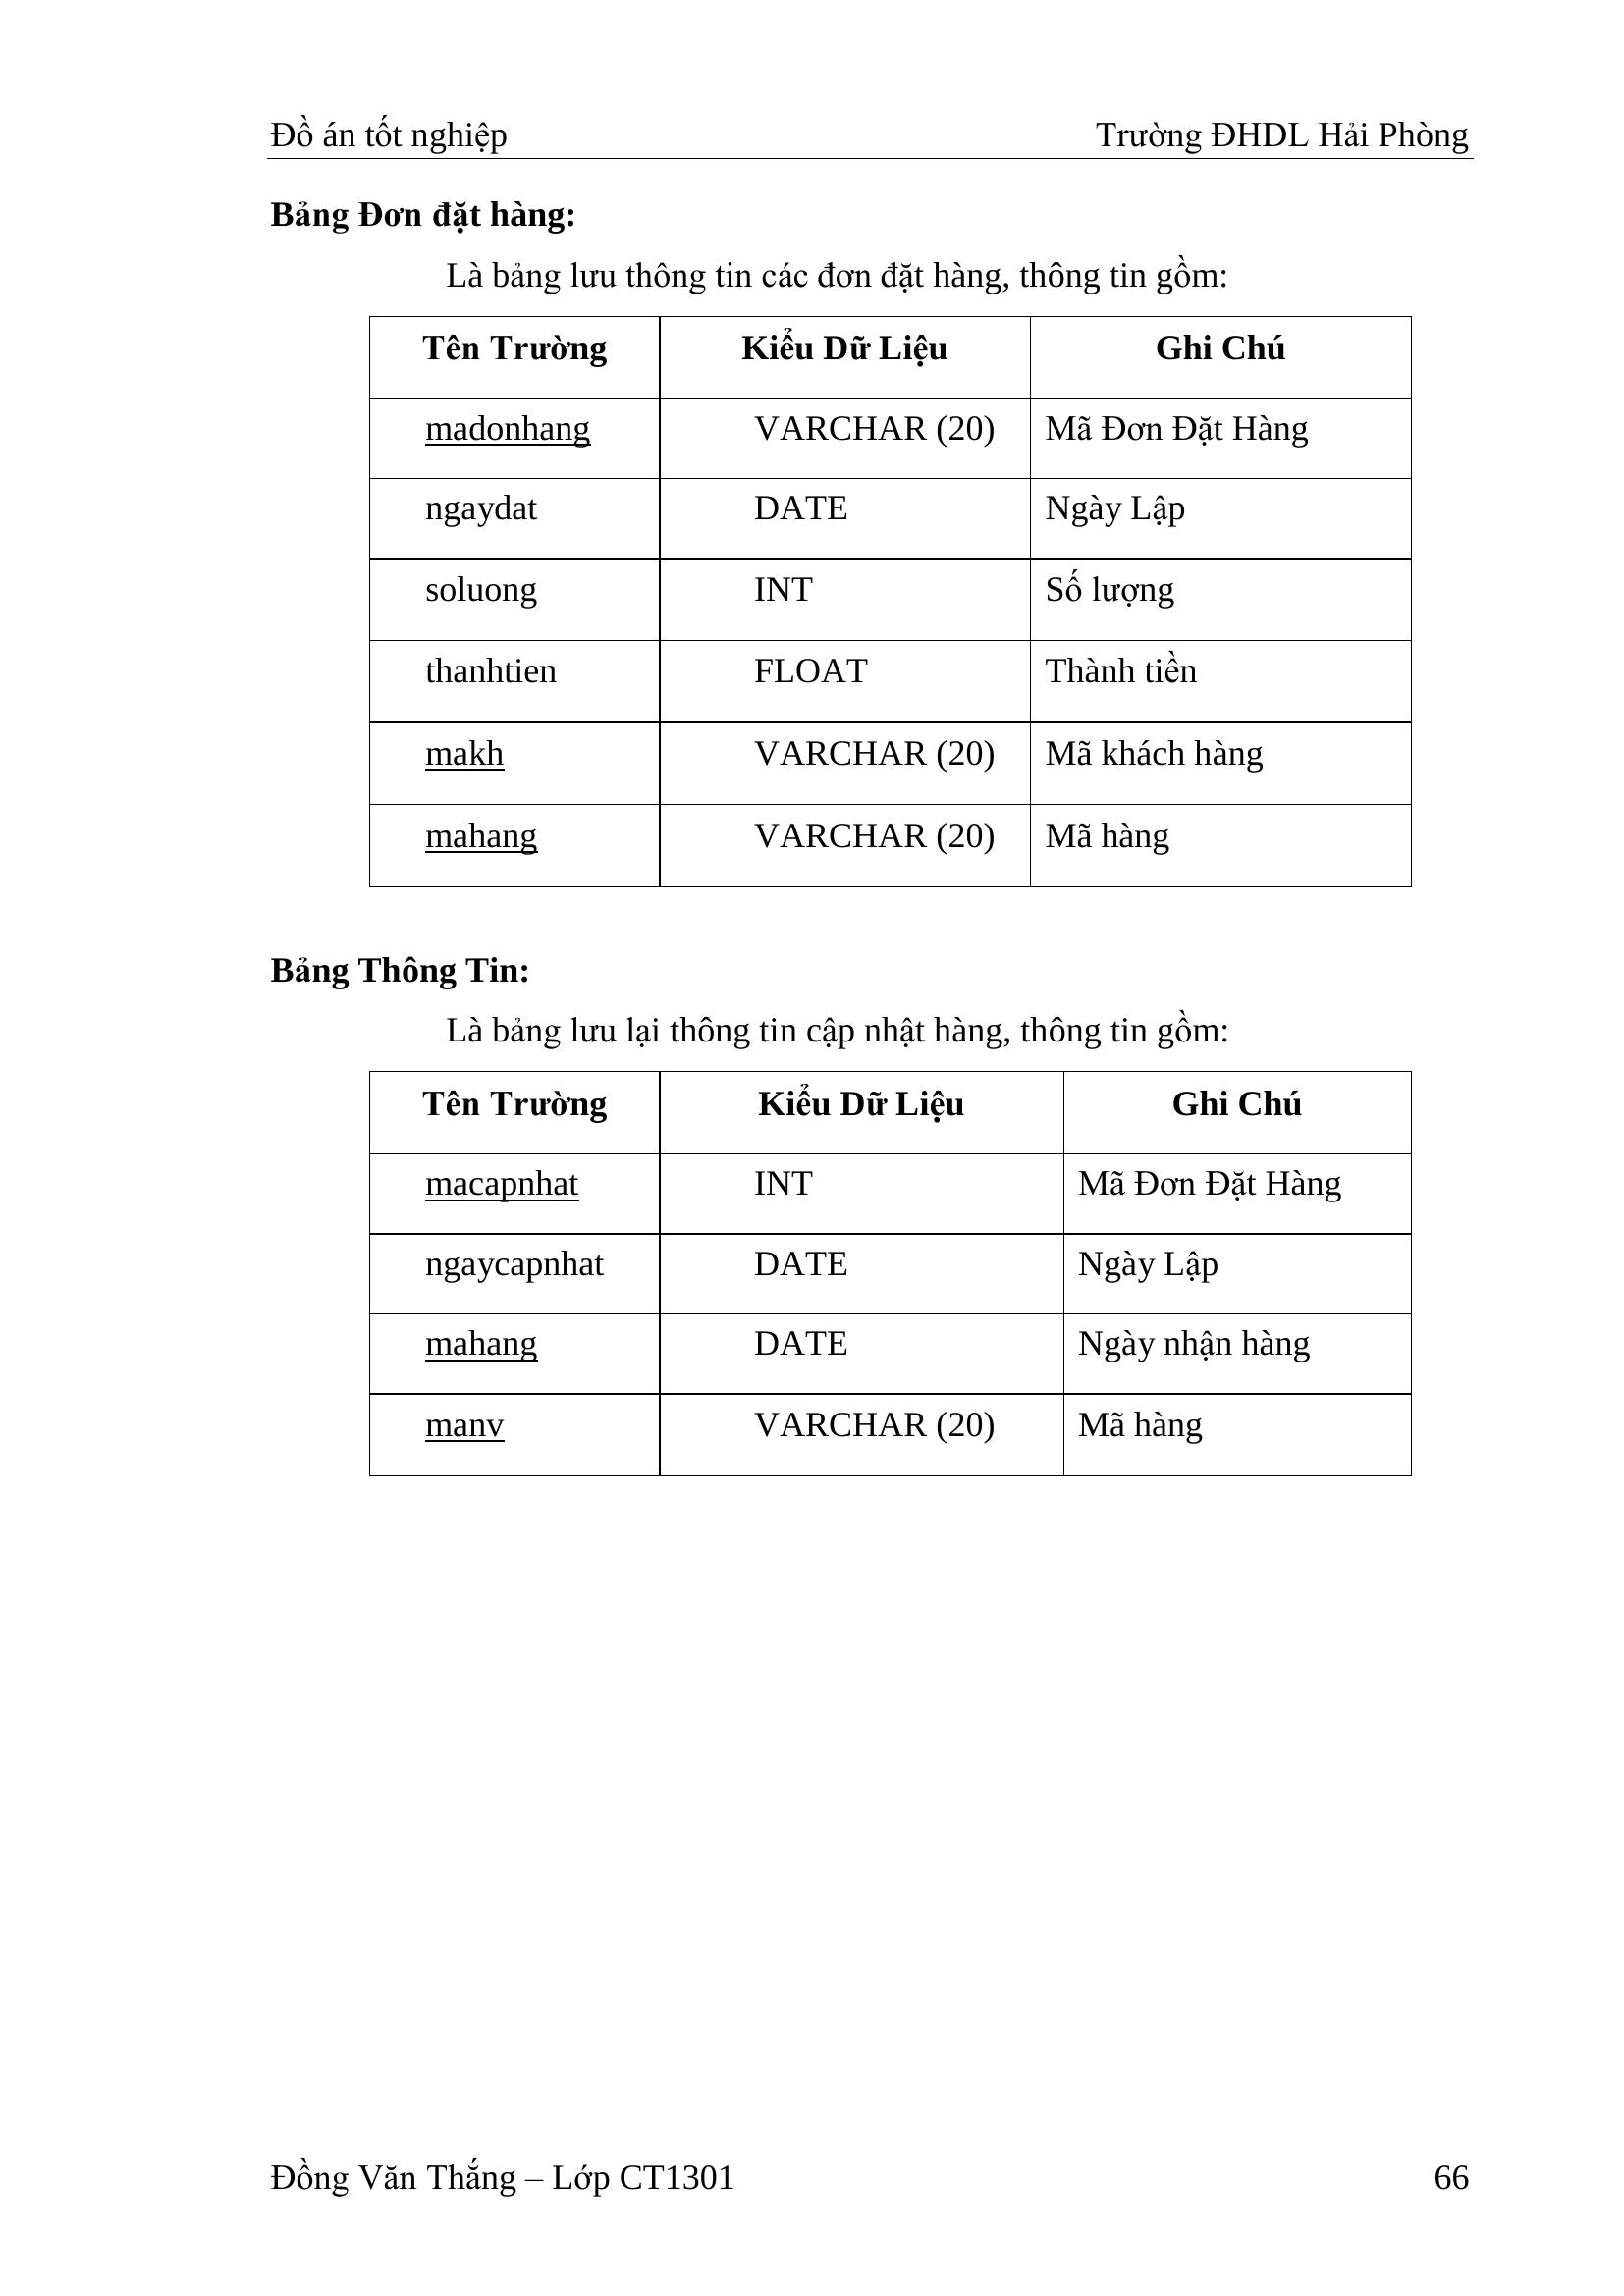 Đồ án tốt nghiệp Trường ĐHDL Hải Phòng
Bảng Đơn đặt hàng:
Là bảng lưu thông tin các đơn đặt hàng, thông tin gồm:
Tên Trường Kiểu Dữ Liệu Ghi Chú
madonhang VARCHAR (20) Mã Đơn Đặt Hàng
ngaydat DATE Ngày Lập
soluong INT Số lượng
thanhtien FLOAT Thành tiền
makh VARCHAR (20) Mã khách hàng
mahang VARCHAR (20) Mã hàng
Bảng Thông Tin:
Là bảng lưu lại thông tin cập nhật hàng, thông tin gồm:
Tên Trường Kiểu Dữ Liệu Ghi Chú
macapnhat INT Mã Đơn Đặt Hàng
ngaycapnhat DATE Ngày Lập
mahang DATE Ngày nhận hàng
manv VARCHAR (20) Mã hàng
Đồng Văn Thắng – Lớp CT1301 66